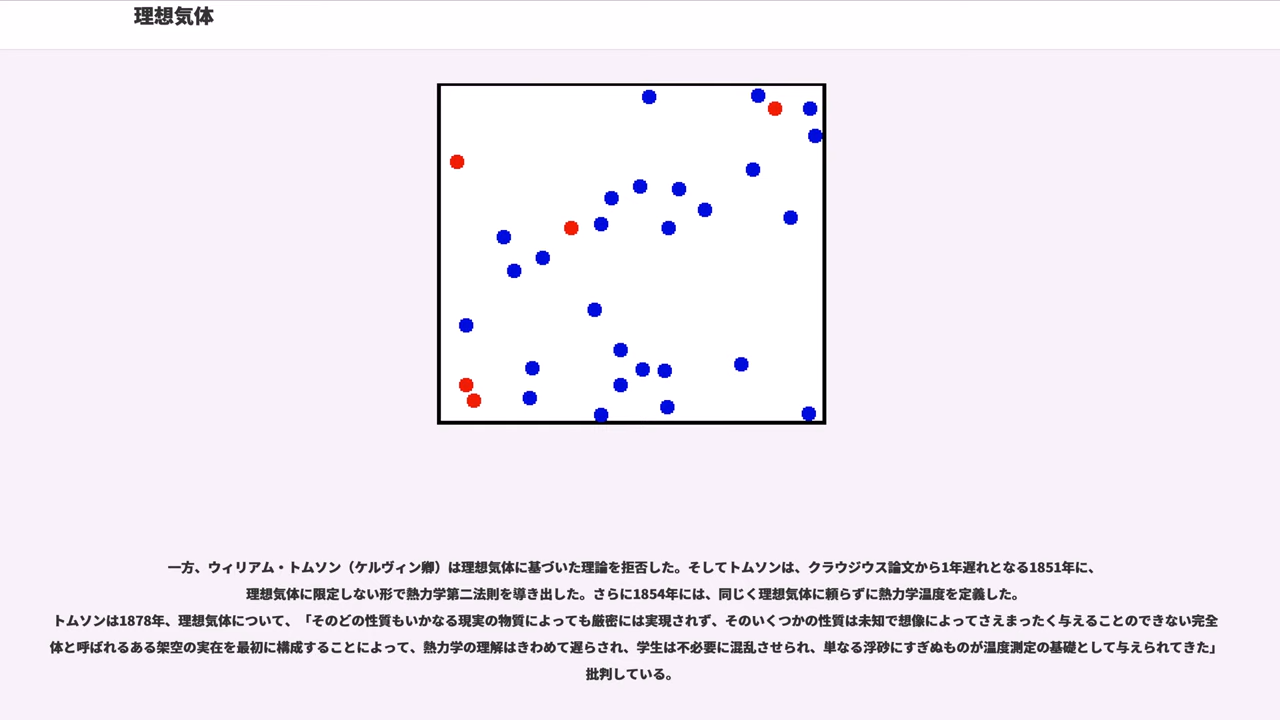 理想気体
一方、ウィリアム・トムソン（ケルヴィン卿）は理想気体に基づいた理論を拒否した。そしてトムソンは、クラウジウス論文から1年遅れとなる1851年に、
理想気体に限定しない形で熱力学第二法則を導き出した。さらに1854年には、同じく理想気体に頼らずに熱力学温度を定義した。
トムソンは1878年、理想気体について、「そのどの性質もいかなる現実の物質によっても厳密には実現されず、そのいくつかの性質は未知で想像によってさえまったく与えることのできない完全
体と呼ばれるある架空の実在を最初に構成することによって、熱力学の理解はきわめて遅らされ、学生は不必要に混乱させられ、単なる浮砂にすぎぬものが温度測定の基礎として与えられてきた」
批判している。